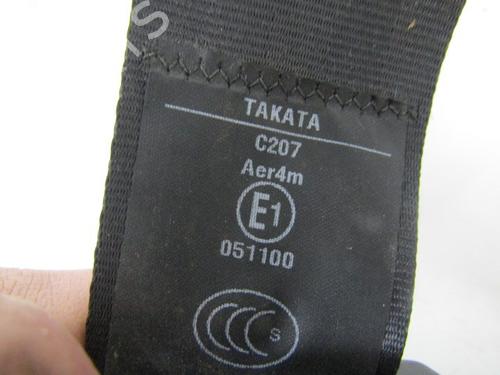 TAKATA
C207
Aer4m
E1
051100
CCC S